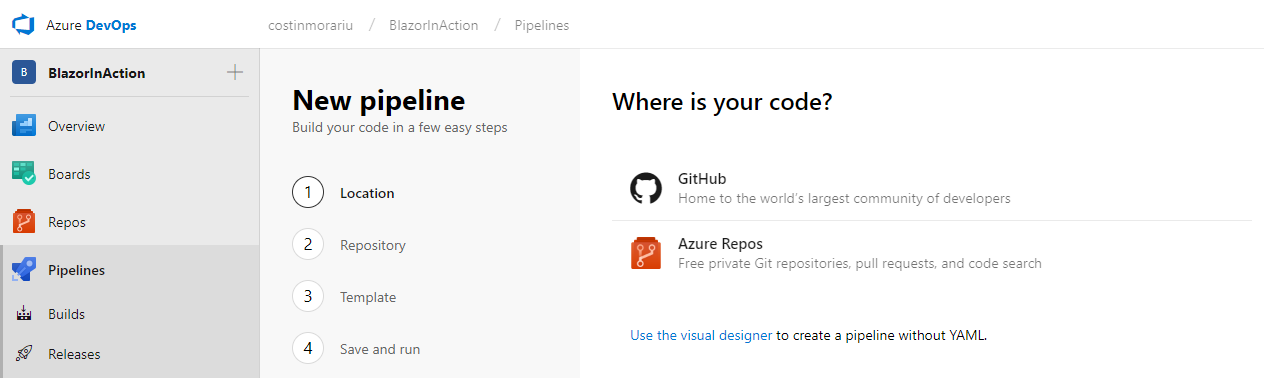 Azure DevOps
costinmorariu / BlazorInAction / Pipelines
B BlazorInAction
Overview
Boards
Repos
Pipelines
Builds
Releases
New pipeline
Build your code in a few easy steps
1 Location
2 Repository
3 Template
4 Save and run
Where is your code?
GitHub
Home to the world's largest community of developers
Azure Repos
Free private Git repositories, pull requests, and code search
Use the visual designer to create a pipeline without YAML.